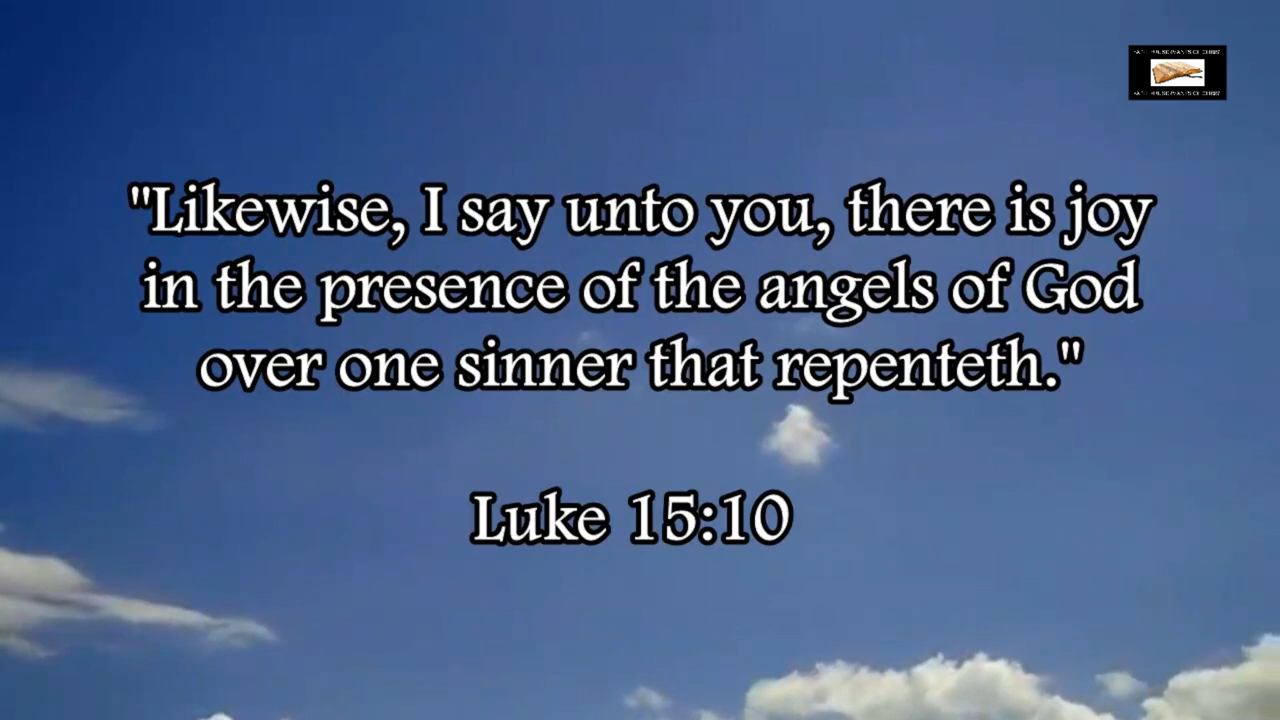 "Likewise, I say unto you, there is joy
in the presence of the angels of God
over one sinner that repenteth."
Luke 15:10